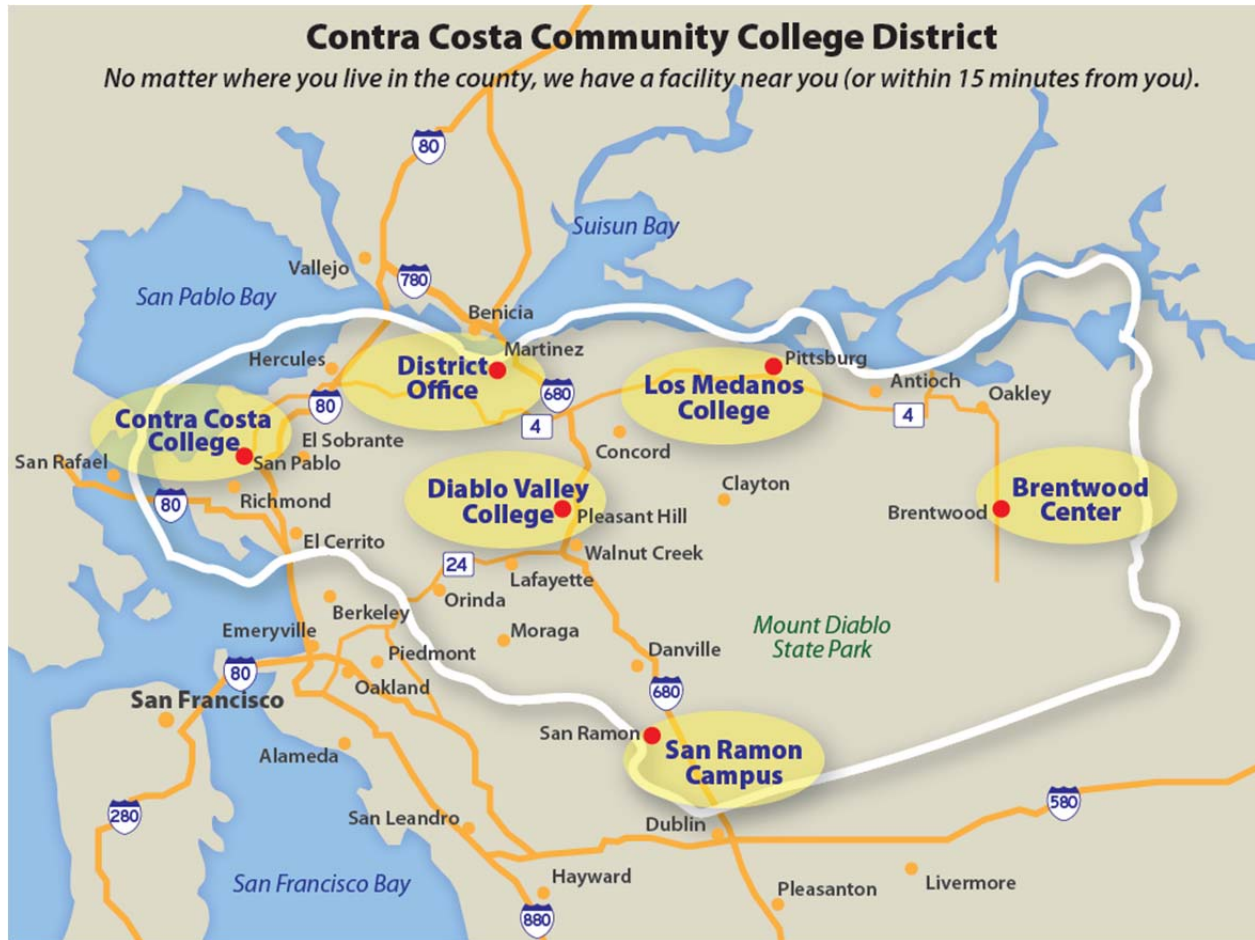 Contra Costa Community College District
No matter where you live in the county, we have a facility near you (or within 15 minutes from you).
80
Suisun Bay
Vallejo
780
San Pablo Bay
Benicia
Hercules
Martinez
District
Office
680
Pittsburg
Los Medanos
College
Antioch
Oakley
4
80
4
Contra Costa
College
El Sobrante
San Pablo
San Rafael
Concord
Richmond
80
Diablo Valley
College
Pleasant Hill
Clayton
Brentwood
Brentwood
Center
El Cerrito
Walnut Creek
24
Lafayette
Orinda
Berkeley
Emeryville
Moraga
Mount Diablo
State Park
Piedmont
Danville
80
Oakland
680
San Francisco
San Ramon
San Ramon
Campus
Alameda
280
San Leandro
Dublin
580
San Francisco Bay
Hayward
Pleasanton
Livermore
880